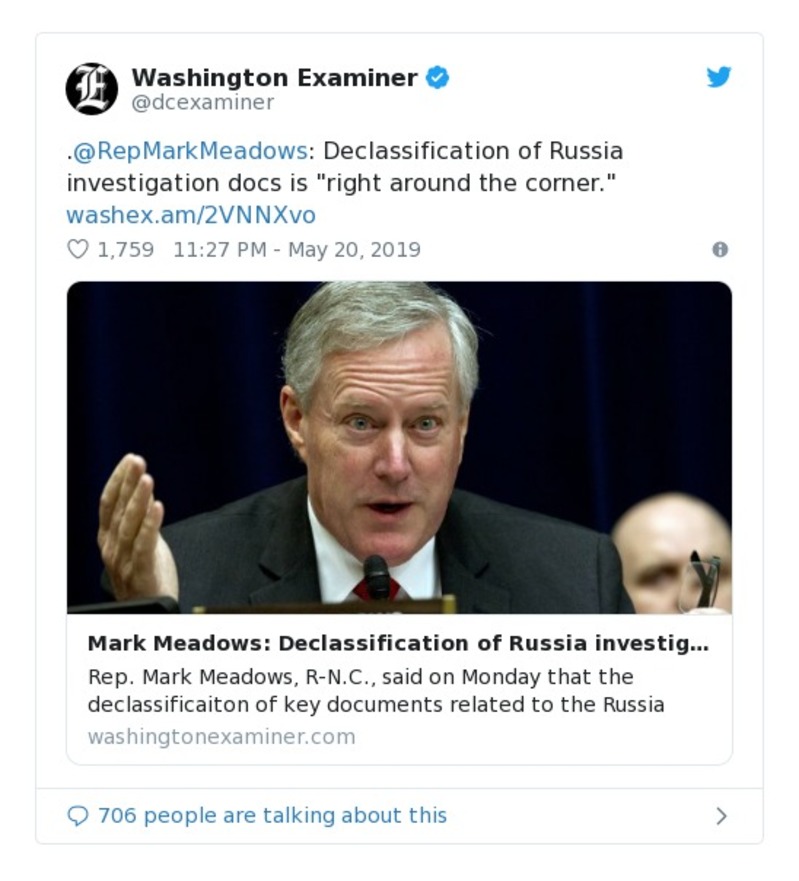 Washington Examiner
@dcexaminer
.@RepMarkMeadows: Declassification of Russia
investigation docs is "right around the corner."
washex.am/2VNNXvo
1,759 11:27 PM - May 20, 2019
Mark Meadows: Declassification of Russia investig...
Rep. Mark Meadows, R-N.C., said on Monday that the
declassificaiton of key documents related to the Russia
washingtonexaminer.com
706 people are talking about this